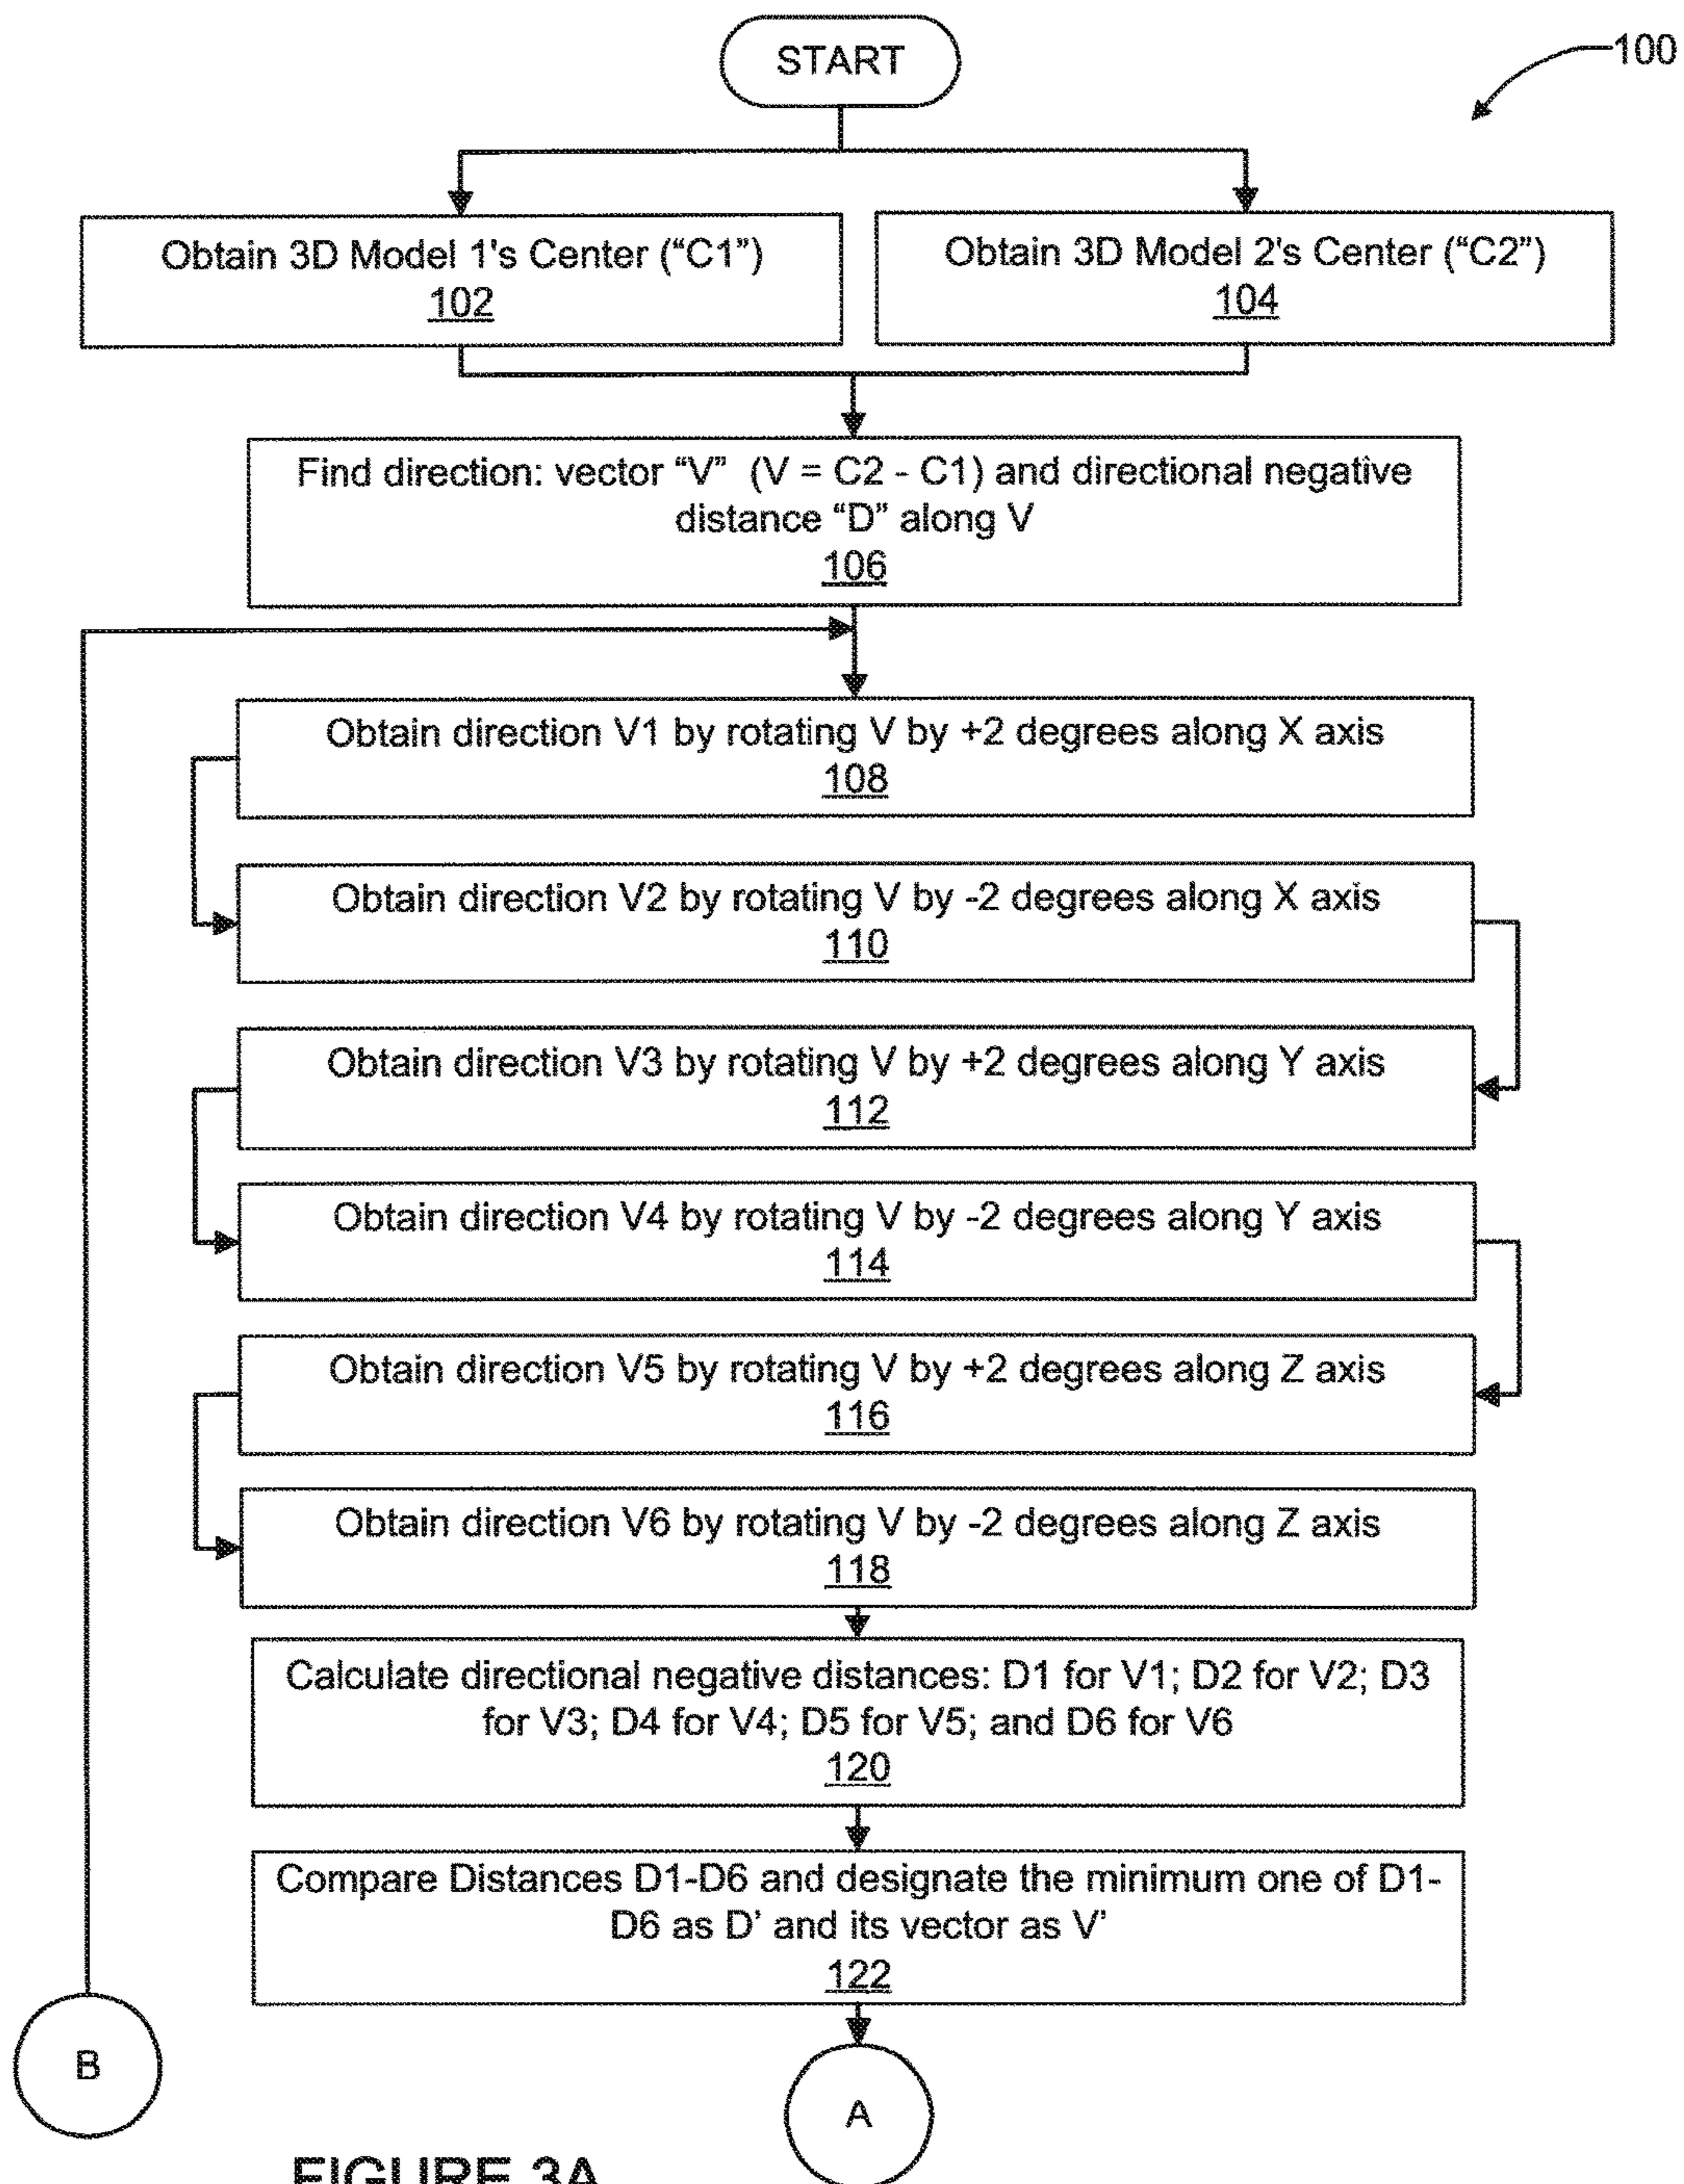 START
100
Obtain 3D Model 1's Center (“C1”)
102
Obtain 3D Model 2's Center (“C2”)
104
Find direction: vector “V” (V = C2 - C1) and directional negative
distance “D” along V
106
Obtain direction V1 by rotating V by +2 degrees along X axis
108
Obtain direction V2 by rotating V by -2 degrees along X axis
110
Obtain direction V3 by rotating V by +2 degrees along Y axis
112
Obtain direction V4 by rotating V by -2 degrees along Y axis
114
Obtain direction V5 by rotating V by +2 degrees along Z axis
116
Obtain direction V6 by rotating V by -2 degrees along Z axis
118
Calculate directional negative distances: D1 for V1; D2 for V2; D3
for V3; D4 for V4; D5 for V5; and D6 for V6
120
Compare Distances D1-D6 and designate the minimum one of D1-
D6 as D’ and its vector as V’
122
B
A
FIGURE 3A